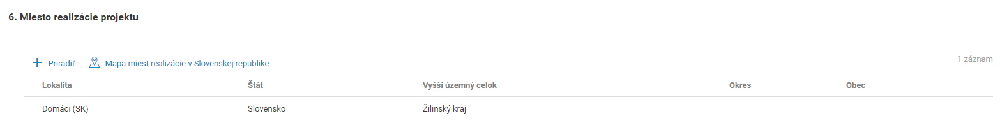 6. Miesto realizácie projektu
Priradiť Mapa miest realizácie v Slovenskej republike 1 záznam
Lokalita Štát Vyšší územný celok Okres Obec
Domáci (SK) Slovensko Žilinský kraj